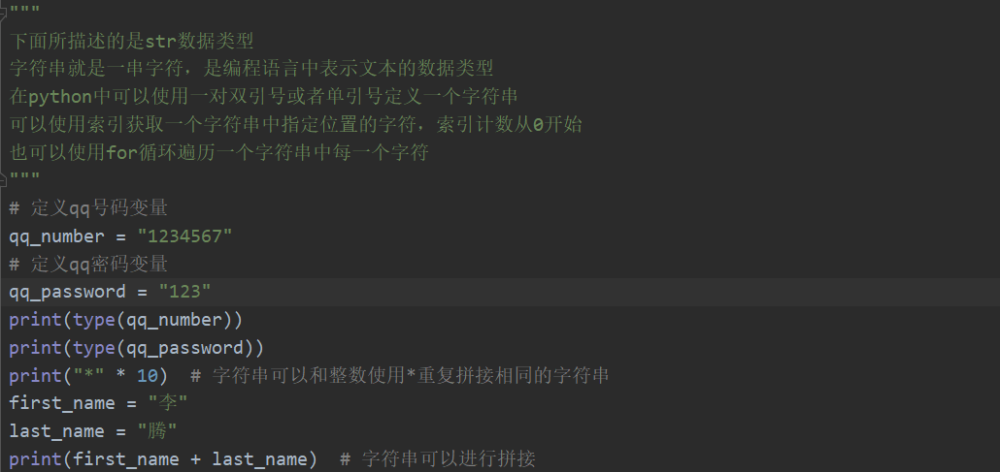 """
下面所描述的是str数据类型
字符串就是一串字符，是编程语言中表示文本的数据类型
在python中可以使用一对双引号或者单引号定义一个字符串
可以使用索引获取一个字符串中指定位置的字符，索引计数从0开始
也可以使用for循环遍历一个字符串中每一个字符
"""
# 定义qq号码变量
qq_number = "1234567"
# 定义qq密码变量
qq_password = "123"
print(type(qq_number))
print(type(qq_password))
print("*" * 10)  # 字符串可以和整数使用*重复拼接相同的字符串
first_name = "李"
last_name = "腾"
print(first_name + last_name)  # 字符串可以进行拼接